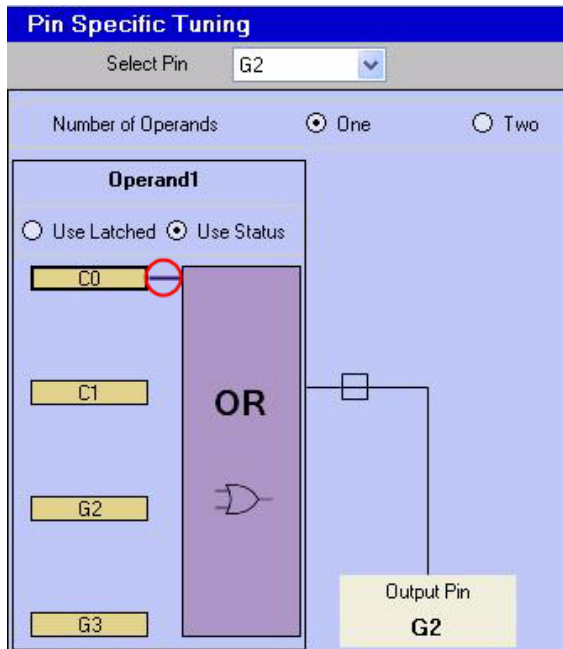 Pin Specific Tuning
Select Pin G2
Number of Operands One Two
Operand1
Use Latched Use Status
C0
C1
OR
G2
G3
Output Pin
G2